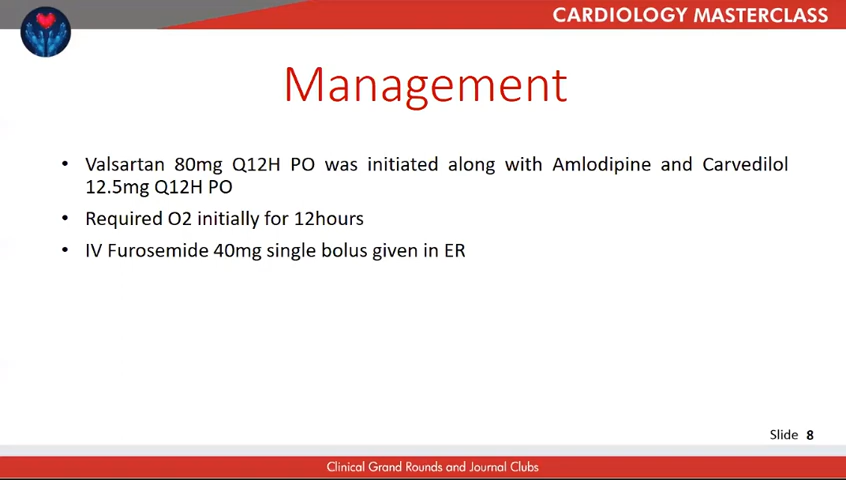 CARDIOLOGY MASTERCLASS
Management
• Valsartan 80mg Q12H PO was initiated along with Amlodipine and Carvedilol
12.5mg Q12H PO
• Required O2 initially for 12hours
• IV Furosemide 40mg single bolus given in ER
Slide 8
Clinical Grand Rounds and Journal Clubs